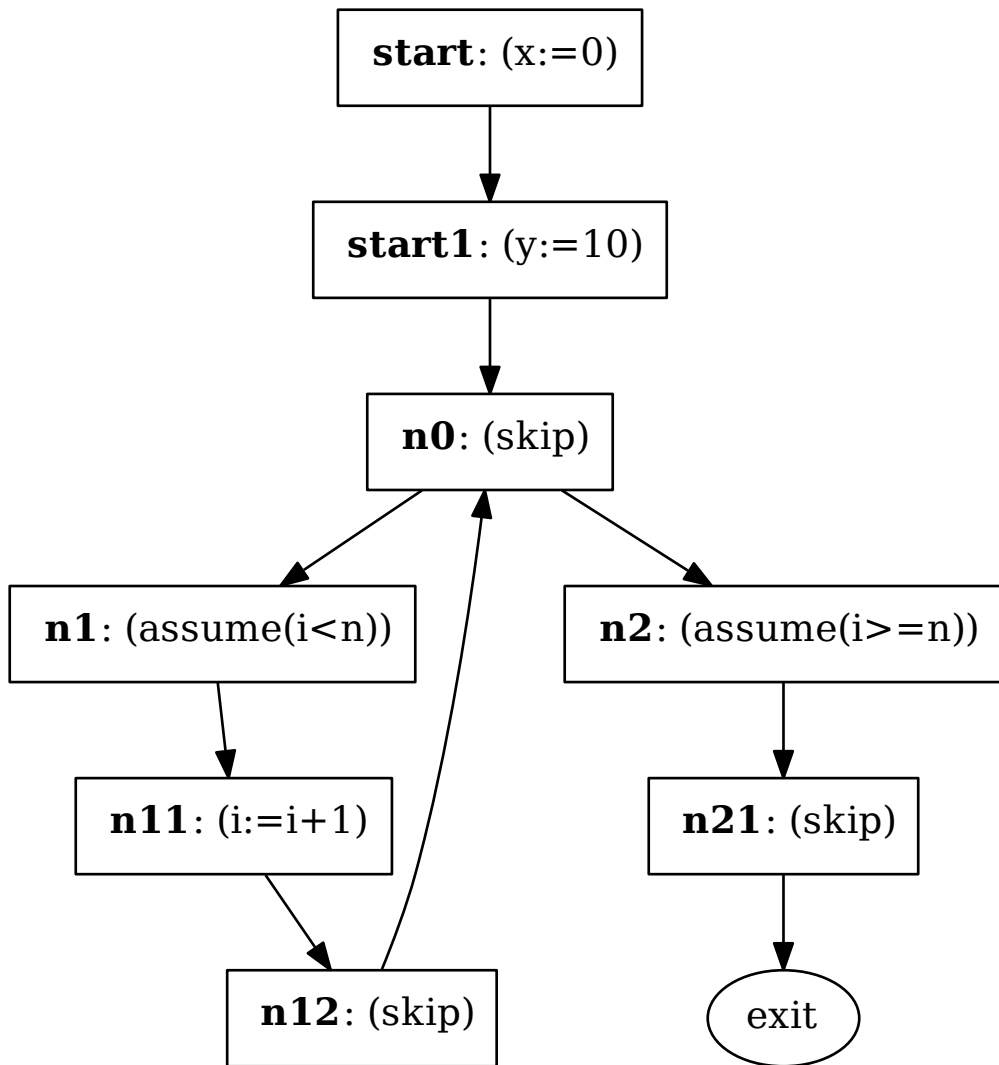 start: (x:=0)
start1: (y:=10)
n0: (skip)
n1: (assume(i<n))
n2: (assume(i>=n))
n11: (i:=i+1)
n21: (skip)
n12: (skip)
exit